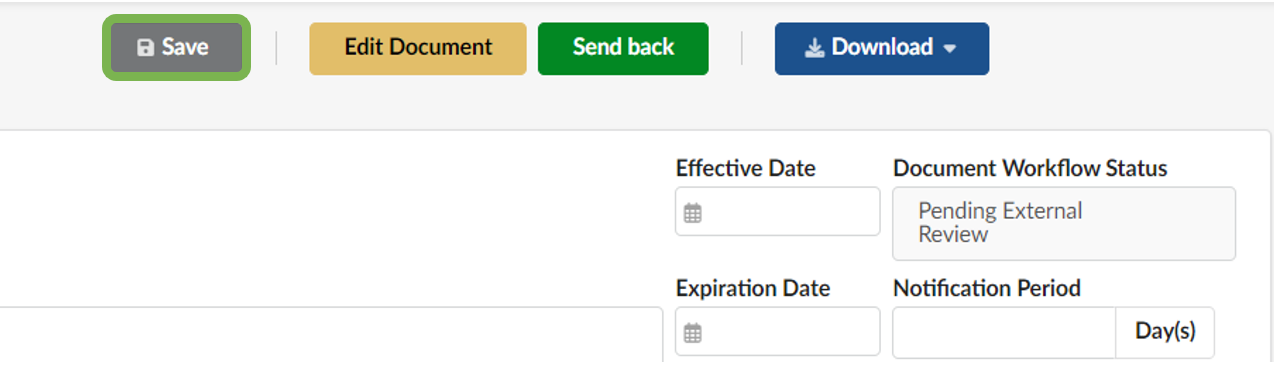 Save
Edit Document
Send back
Download
Effective Date
Document Workflow Status
Pending External
Review
Expiration Date
Notification Period
Day(s)